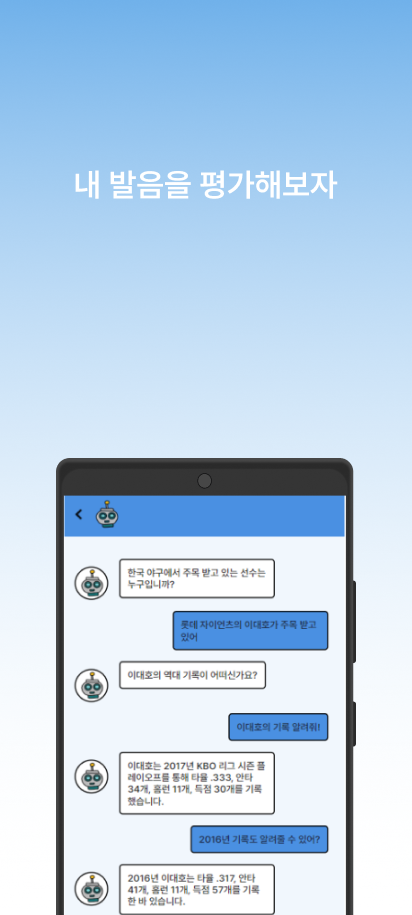 내 발음을 평가해보자
한국 야구에서 주목 받고 있는 선수는
누구입니까?
롯데 자이언츠의 이대호가 주목 받고
있어
이대호의 역대 기록이 어떠신가요?
이대호의 기록 알려줘!
이대호는 2017년 KBO 리그 시즌 플
레이오프를 통해 타율 .333, 안타
34개, 홈런 11개, 득점 30개를 기록
했습니다.
2016년 기록도 알려줄 수 있어?
2016년 이대호는 타율 .317, 안타
41개, 홈런 11개, 득점 57개를 기록
한 바 있습니다.